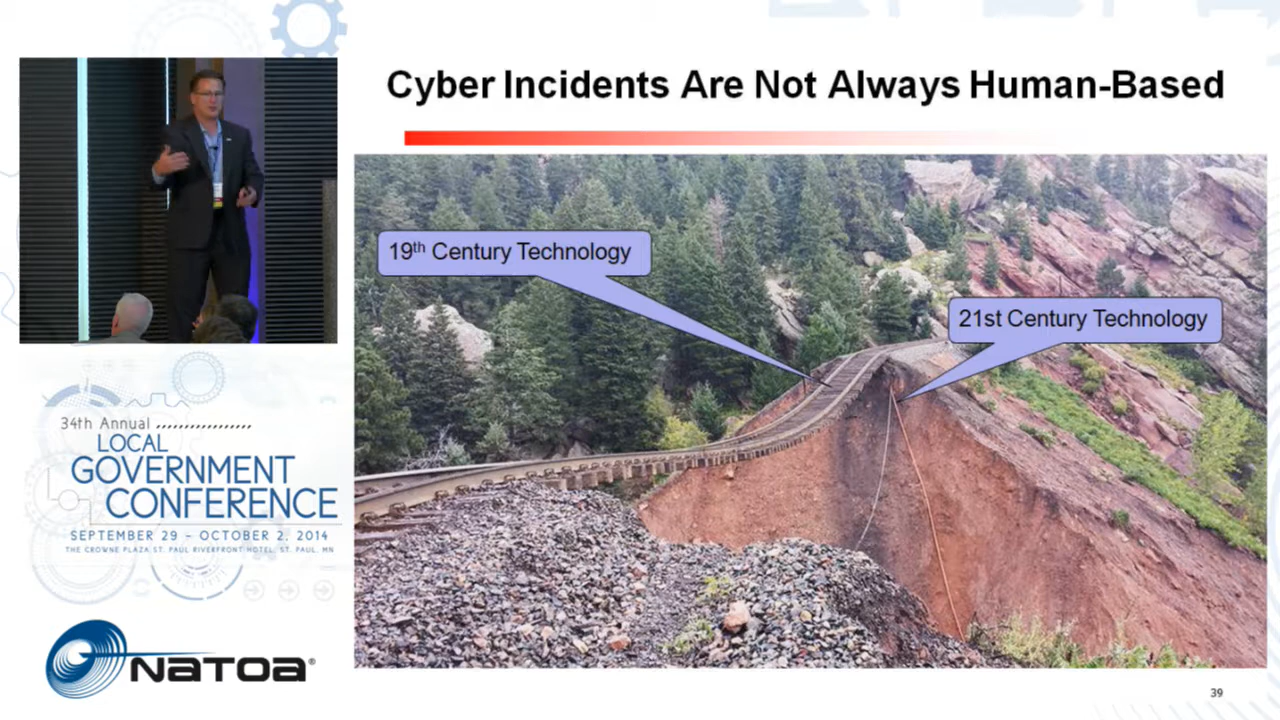 Cyber Incidents Are Not Always Human-Based
19th Century Technology
21st Century Technology
34th Annual
LOCAL
GOVERNMENT
CONFERENCE
SEPTEMBER 29 - OCTOBER 2, 2014
THE CROWNE PLAZA ST. PAUL RIVERFRONT HOTEL, ST. PAUL, MN
NATOA®
39